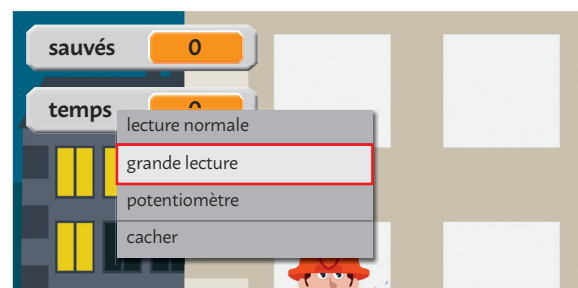 sauvés 0
temps 0
lecture normale
grande lecture
potentiomètre
cacher